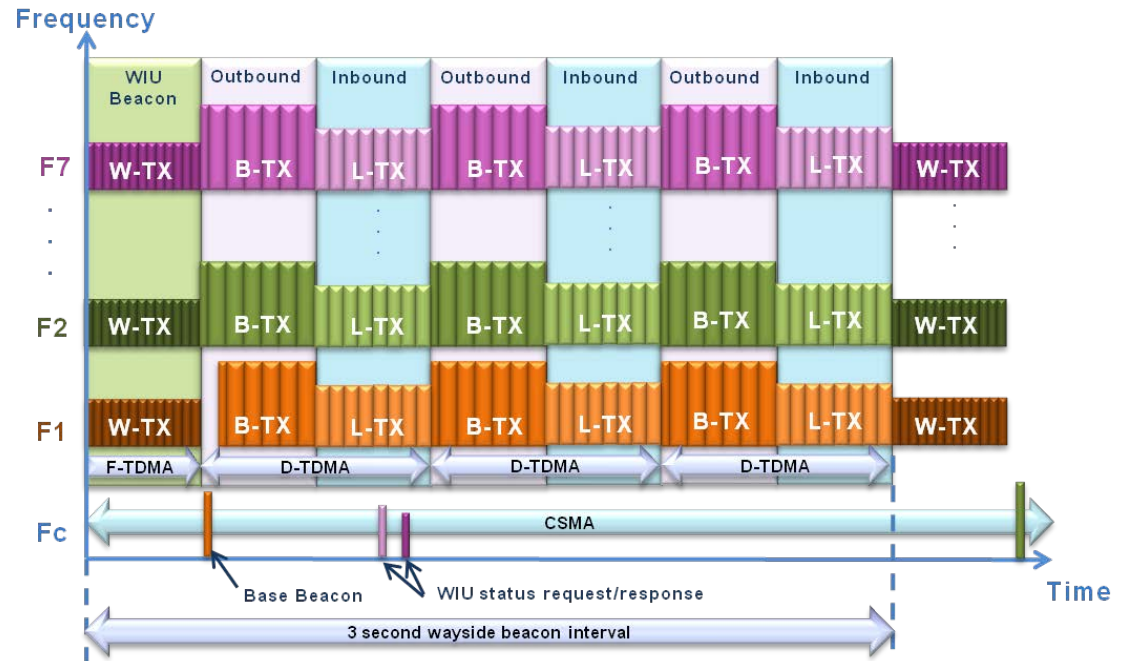 Frequency
WIU
Beacon
Outbound
Inbound
Outbound
Inbound
Outbound
Inbound
F7
W-TX
B-TX
L-TX
B-TX
L-TX
B-TX
L-TX
W-TX
F2
W-TX
B-TX
L-TX
B-TX
L-TX
B-TX
L-TX
W-TX
F1
W-TX
B-TX
L-TX
B-TX
L-TX
B-TX
L-TX
W-TX
F-TDMA
D-TDMA
D-TDMA
D-TDMA
Fc
CSMA
Base Beacon
WIU status request/response
Time
3 second wayside beacon interval